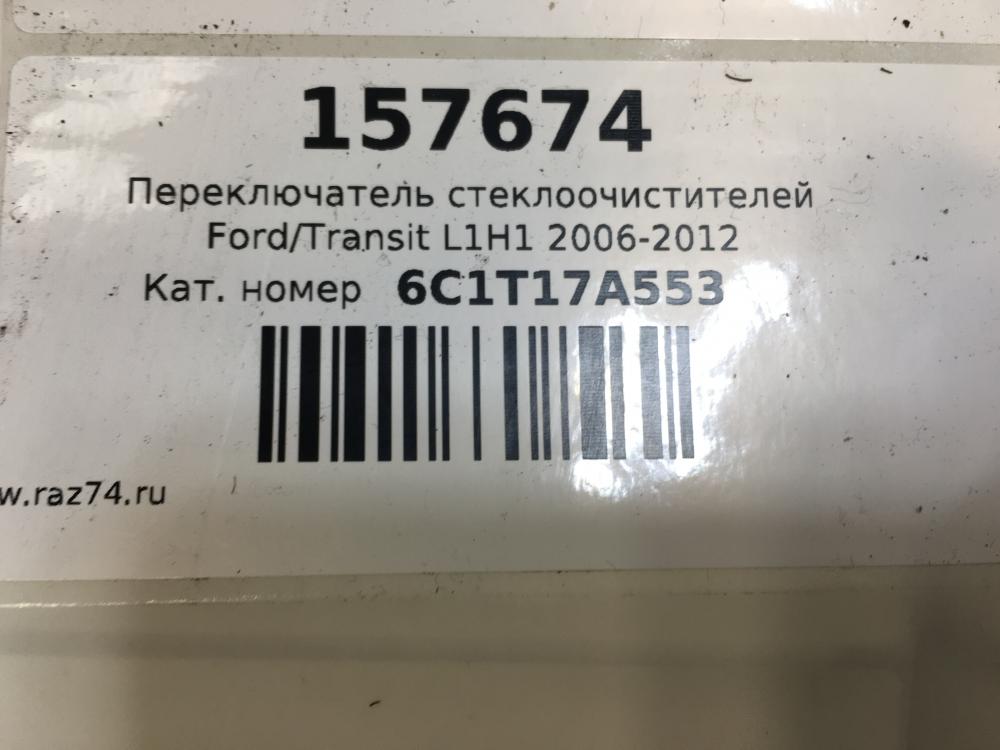 157674
Переключатель стеклоочистителей
Ford/Transit L1H1 2006-2012
Кат. номер 6C1T17A553
w.raz74.ru